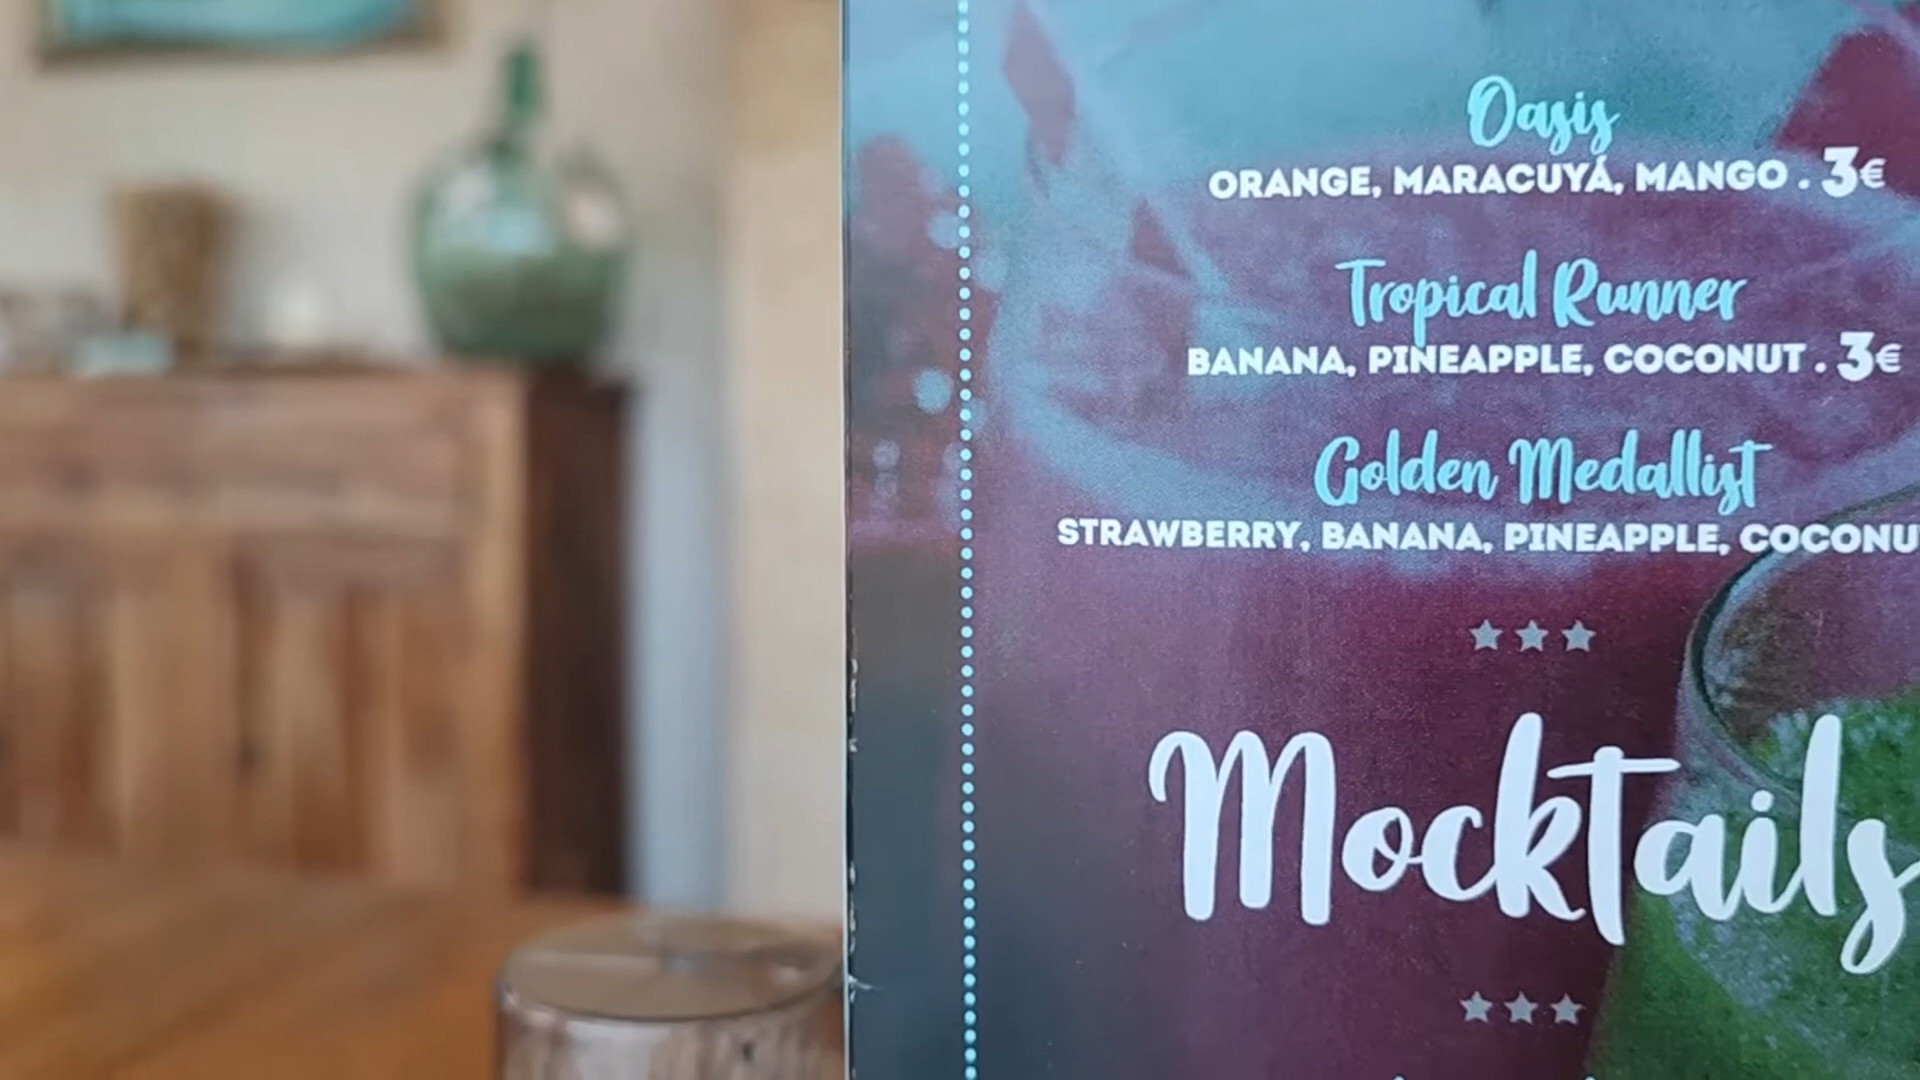 Oasis
ORANGE, MARACUYÁ, MANGO . 3€
Tropical Runner
BANANA, PINEAPPLE, COCONUT . 3€
Golden Medallist
STRAWBERRY, BANANA, PINEAPPLE, COCONU
Mocktails